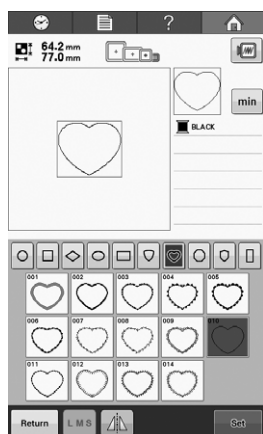 ?
64.2 mm
77.0 mm
min
BLACK
001 002 003 004 005
006 007 008 009 010
011 012 013 014
Return L M S Set